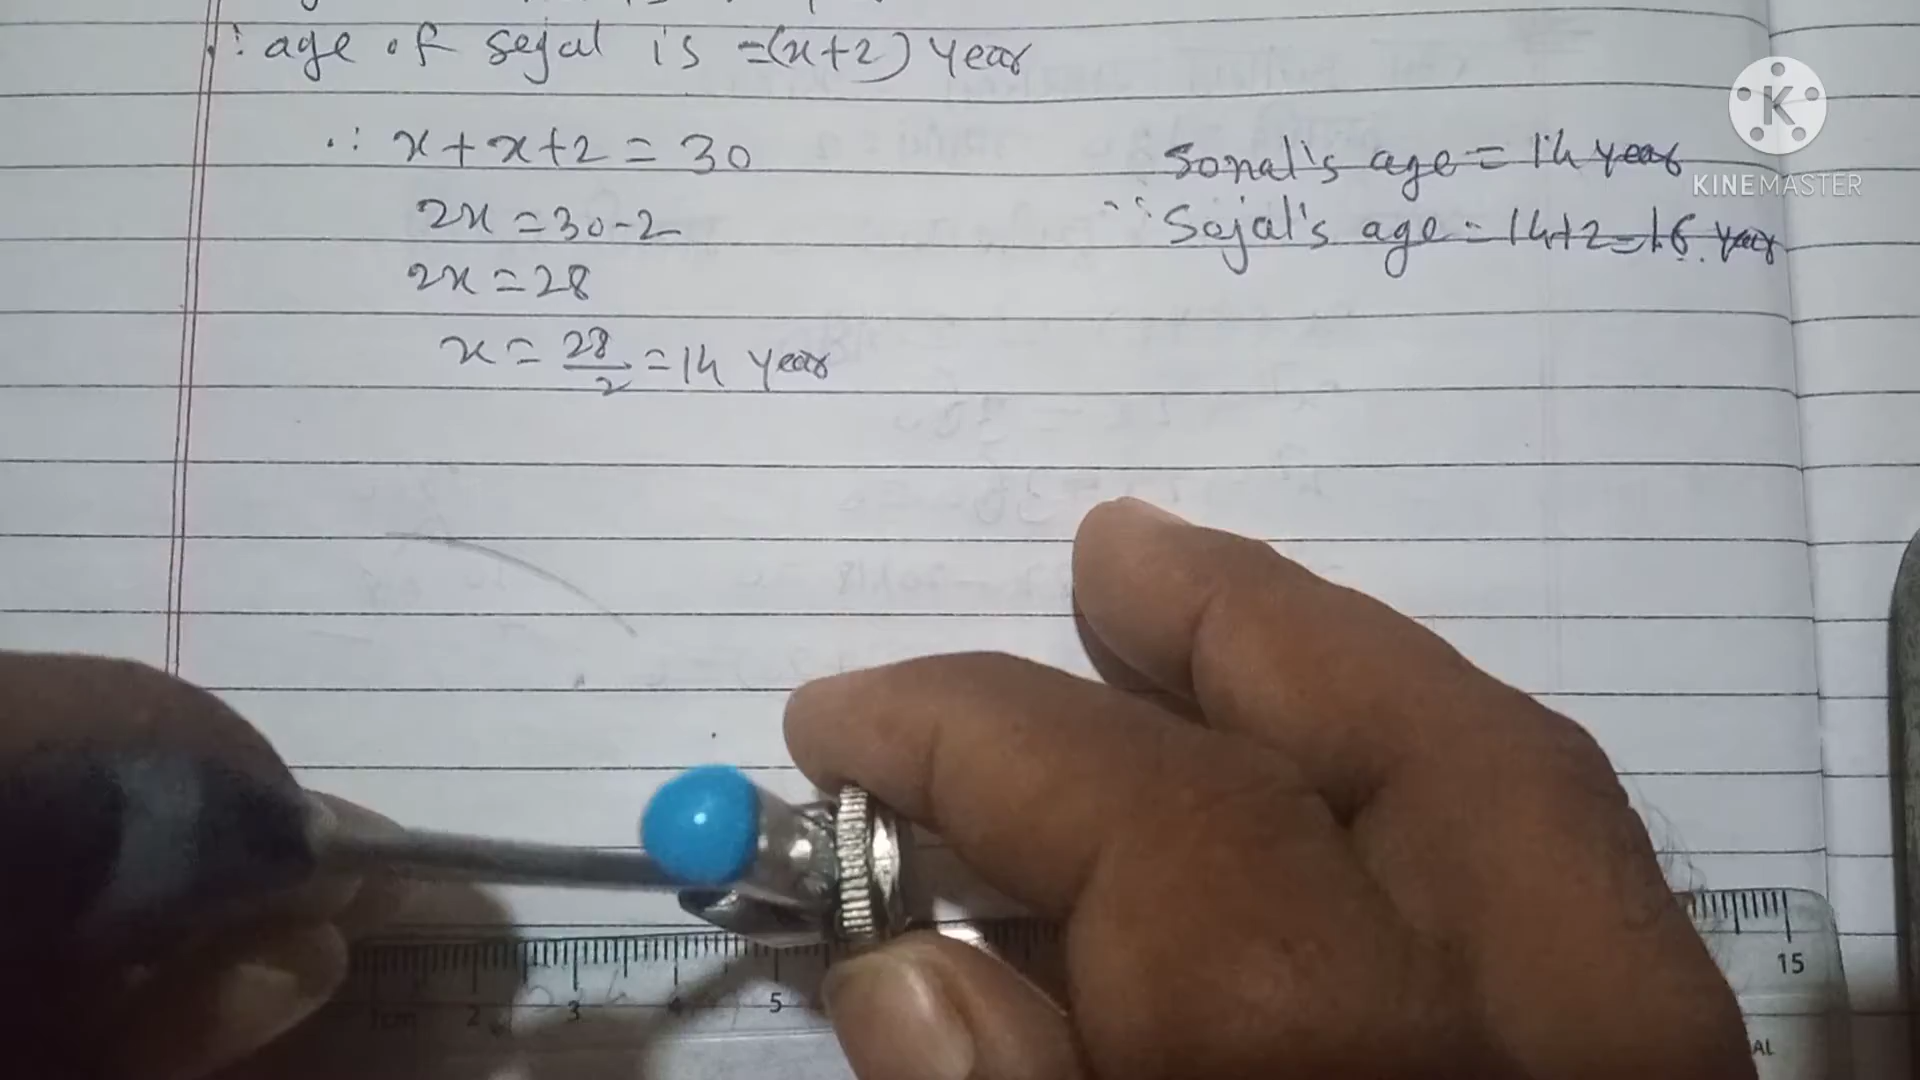 ∴ age of sejal is =(x+2) year
∴ x+x+2=30
2x=30-2
2x=28
x=28/2=14 year
Sonal's age=14 year
∴ Sejal's age=14+2=16 year
K
KINEMASTER
1cm 2 3 4 5 15